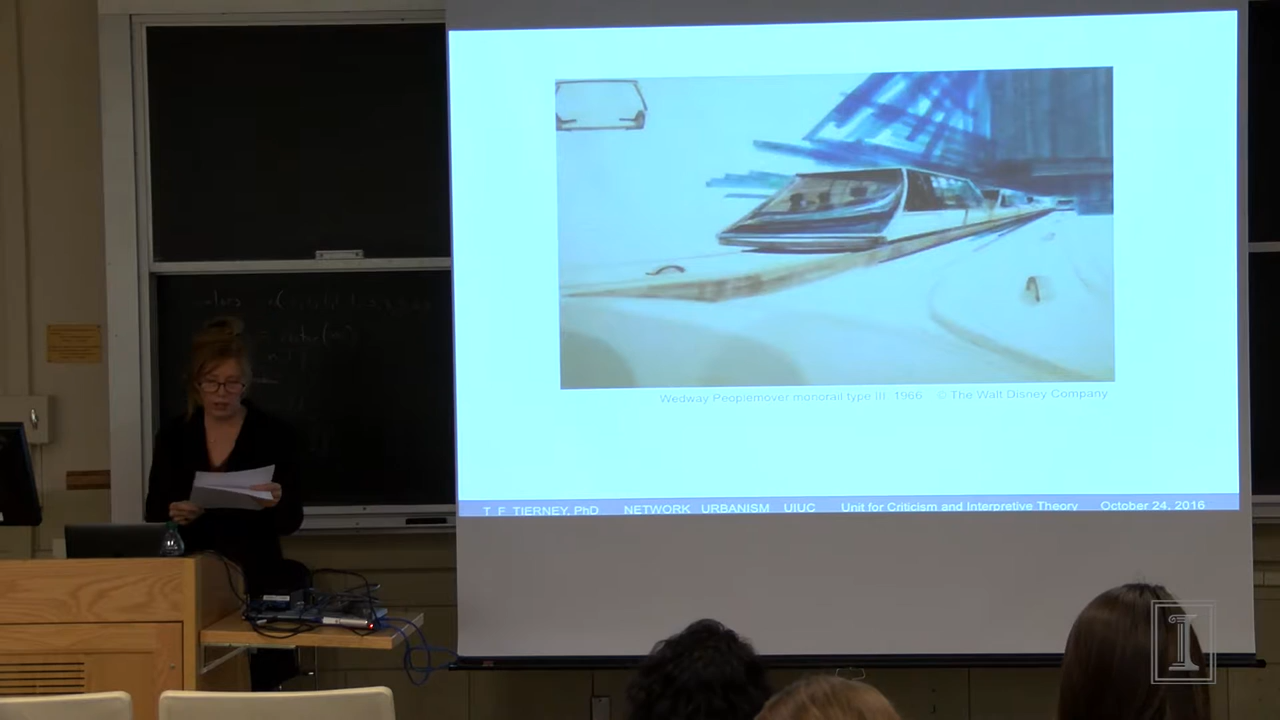 Wedway Peoplemover monorail type III. 1966 © The Walt Disney Company
T F TIERNEY, PhD NETWORK URBANISM UIUC Unit for Criticism and Interpretive Theory October 24, 2016